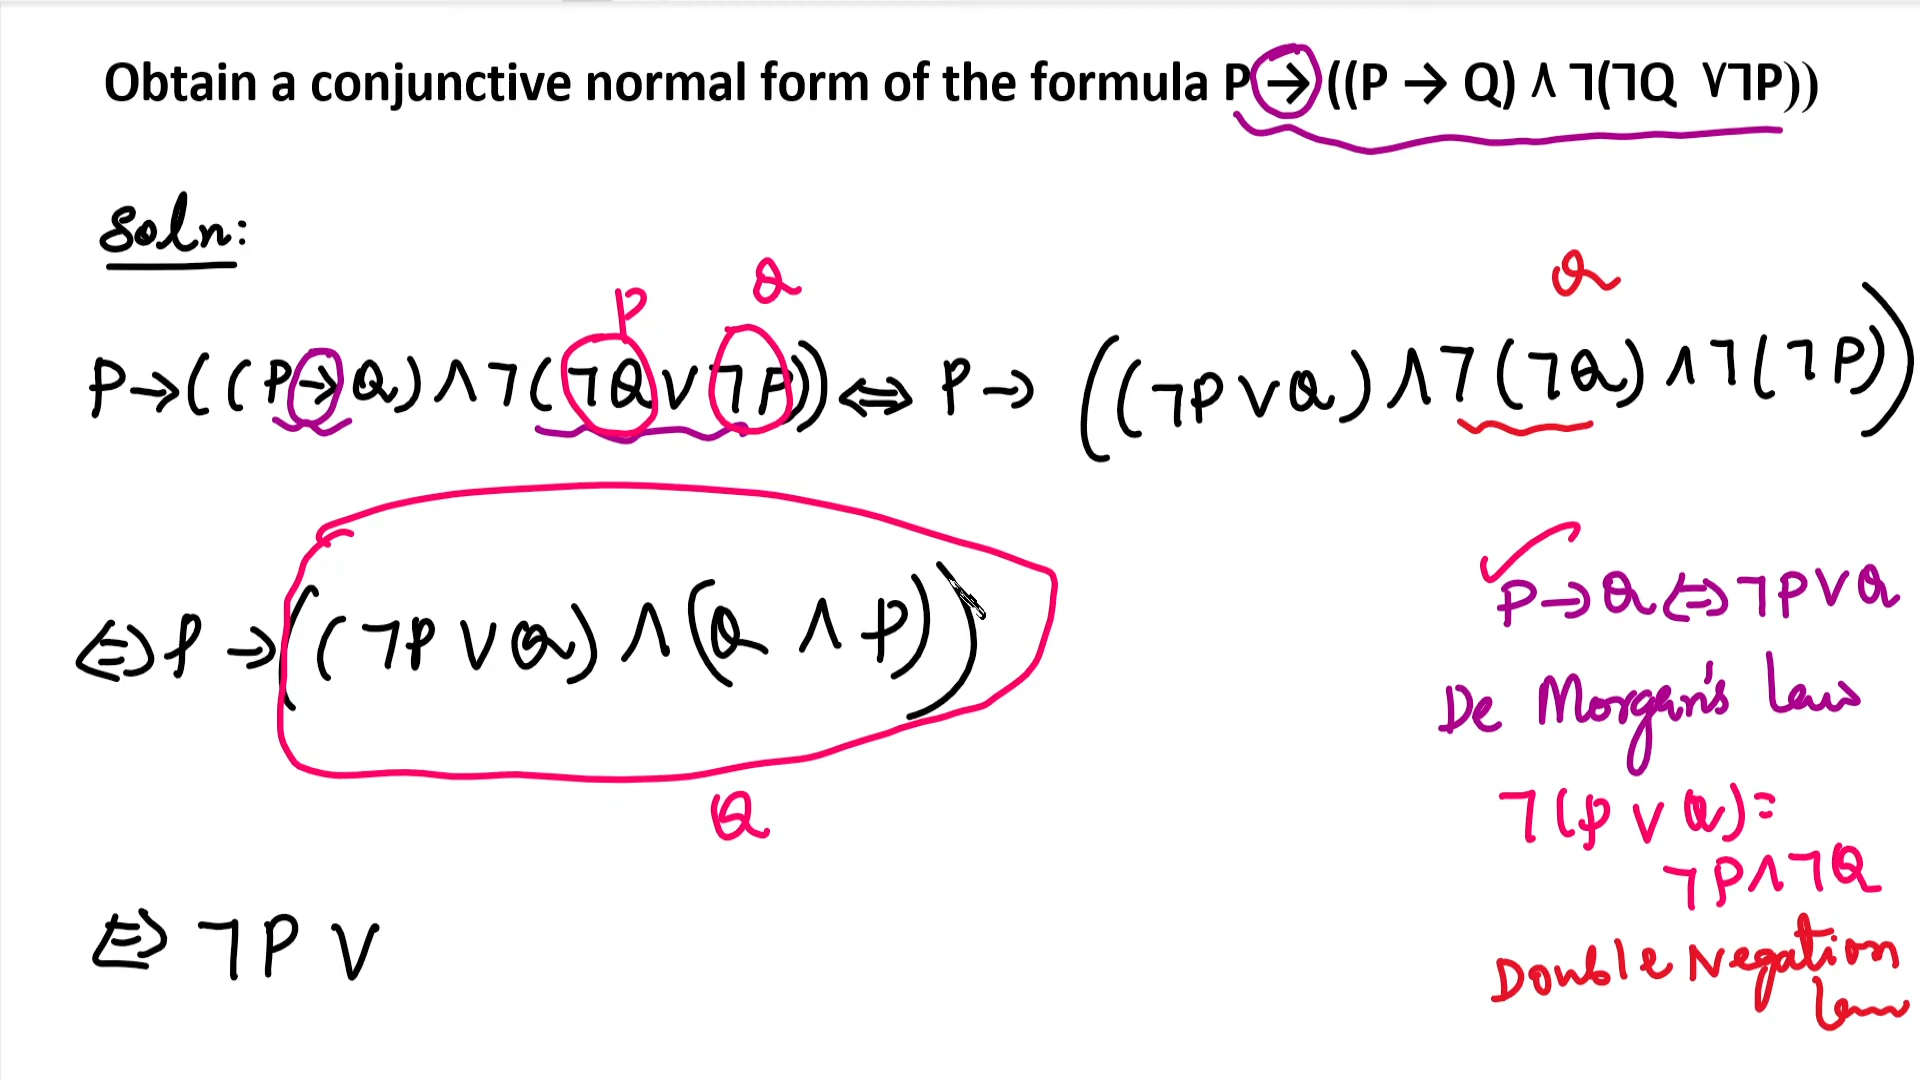 Obtain a conjunctive normal form of the formula P → ((P → Q) ∧ ¬(¬Q ∨¬P))
Soln:
P Q
Q
P→((P→Q)∧¬(¬Q∨¬P)) ⇔ P→ ((¬P∨Q)∧¬(¬Q)∧¬(¬P))
⇔ P → ((¬P∨Q)∧(Q∧P))
Q
⇔ ¬P ∨
P→Q⇔¬P∨Q
De Morgan's Law
¬(P∨Q)=
¬P∧¬Q
Double Negation
Law